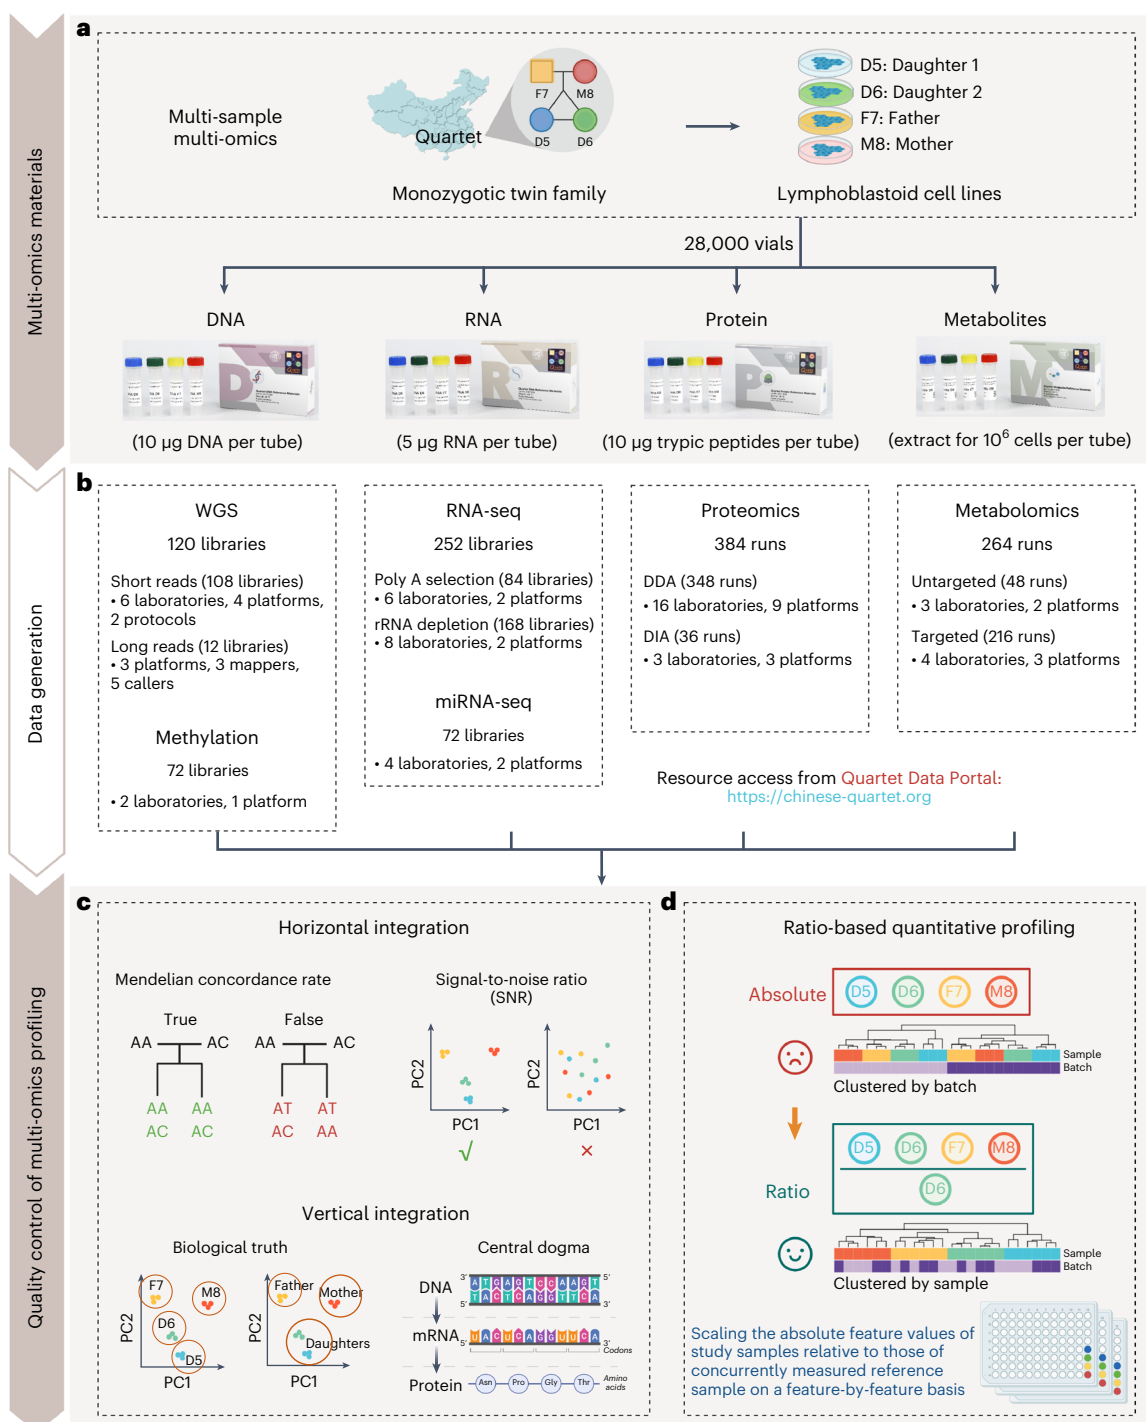 a
Multi-omics materials
Multi-sample
multi-omics
Quartet
F7
M8
D5
D6
Monozygotic twin family
D5: Daughter 1
D6: Daughter 2
F7: Father
M8: Mother
Lymphoblastoid cell lines
28,000 vials
DNA
RNA
Protein
Metabolites
D
R
P
M
(10 µg DNA per tube)
(5 µg RNA per tube)
(10 µg trypic peptides per tube)
(extract for 10⁶ cells per tube)
b
Data generation
WGS
120 libraries
Short reads (108 libraries)
• 6 laboratories, 4 platforms,
2 protocols
Long reads (12 libraries)
• 3 platforms, 3 mappers,
5 callers
Methylation
72 libraries
• 2 laboratories, 1 platform
RNA-seq
252 libraries
Poly A selection (84 libraries)
• 6 laboratories, 2 platforms
rRNA depletion (168 libraries)
• 8 laboratories, 2 platforms
miRNA-seq
72 libraries
• 4 laboratories, 2 platforms
Proteomics
384 runs
DDA (348 runs)
• 16 laboratories, 9 platforms
DIA (36 runs)
• 3 laboratories, 3 platforms
Metabolomics
264 runs
Untargeted (48 runs)
• 3 laboratories, 2 platforms
Targeted (216 runs)
• 4 laboratories, 3 platforms
Resource access from Quartet Data Portal:
https://chinese-quartet.org
Quality control of multi-omics profiling
c
Horizontal integration
Mendelian concordance rate
True
False
AA AC
AA AC
AA AA
AC AC
AT AT
AC AA
Signal-to-noise ratio
(SNR)
PC2
PC1
√
PC2
PC1
×
Vertical integration
Biological truth
F7
M8
D6
D5
PC2
PC1
Father
Mother
Daughters
PC2
PC1
Central dogma
DNA
3′ A T G A G T C C A A G T 5′
5′ T A C T C A G G T T C A 3′
mRNA
U A C U C A G G U U C A
Codons
Protein
Asn Pro Gly Thr
Amino
acids
d
Ratio-based quantitative profiling
Absolute
D5 D6 F7 M8
Sample
Batch
Clustered by batch
Ratio
D5 D6 F7 M8
D6
Sample
Batch
Clustered by sample
Scaling the absolute feature values of
study samples relative to those of
concurrently measured reference
sample on a feature-by-feature basis